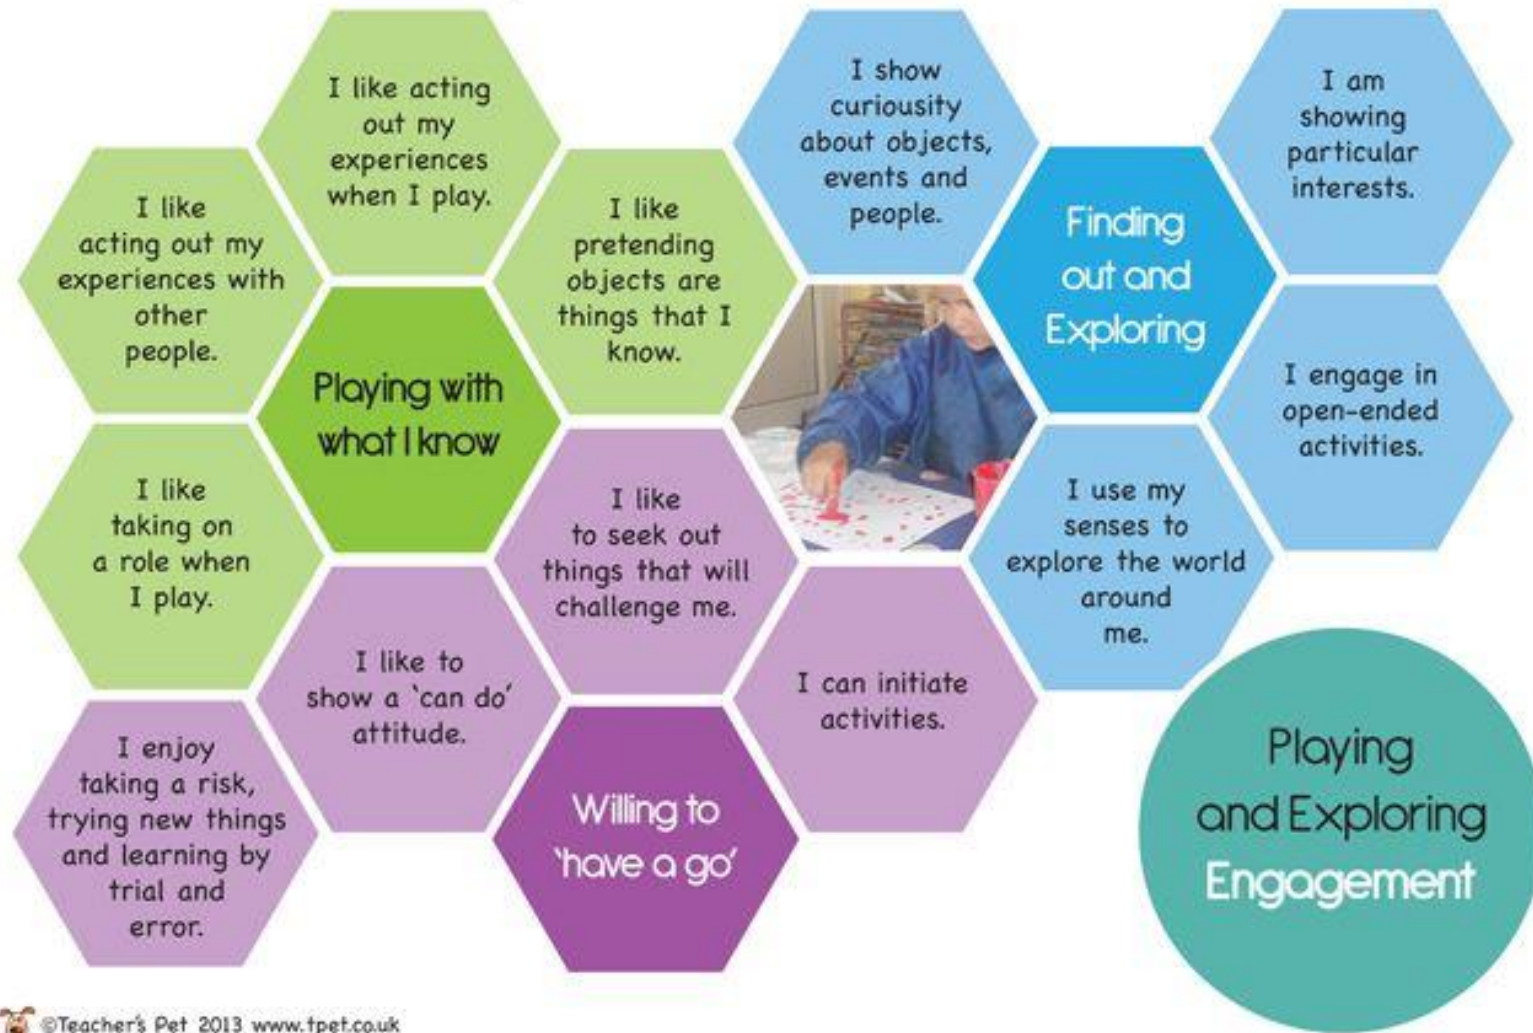 I like acting
out my
experiences
when I play.
I like
acting out my
experiences with
other
people.
I like
pretending
objects are
things that I
know.
Playing with
what I know
I like
taking on
a role when
I play.
I show
curiousity
about objects,
events and
people.
Finding
out and
Exploring
I am
showing
particular
interests.
I engage in
open-ended
activities.
I use my
senses to
explore the world
around
me.
I like
to seek out
things that will
challenge me.
I like to
show a ‘can do’
attitude.
I can initiate
activities.
I enjoy
taking a risk,
trying new things
and learning by
trial and
error.
Willing to
‘have a go’
Playing
and Exploring
Engagement
©Teacher's Pet 2013 www.tpet.co.uk